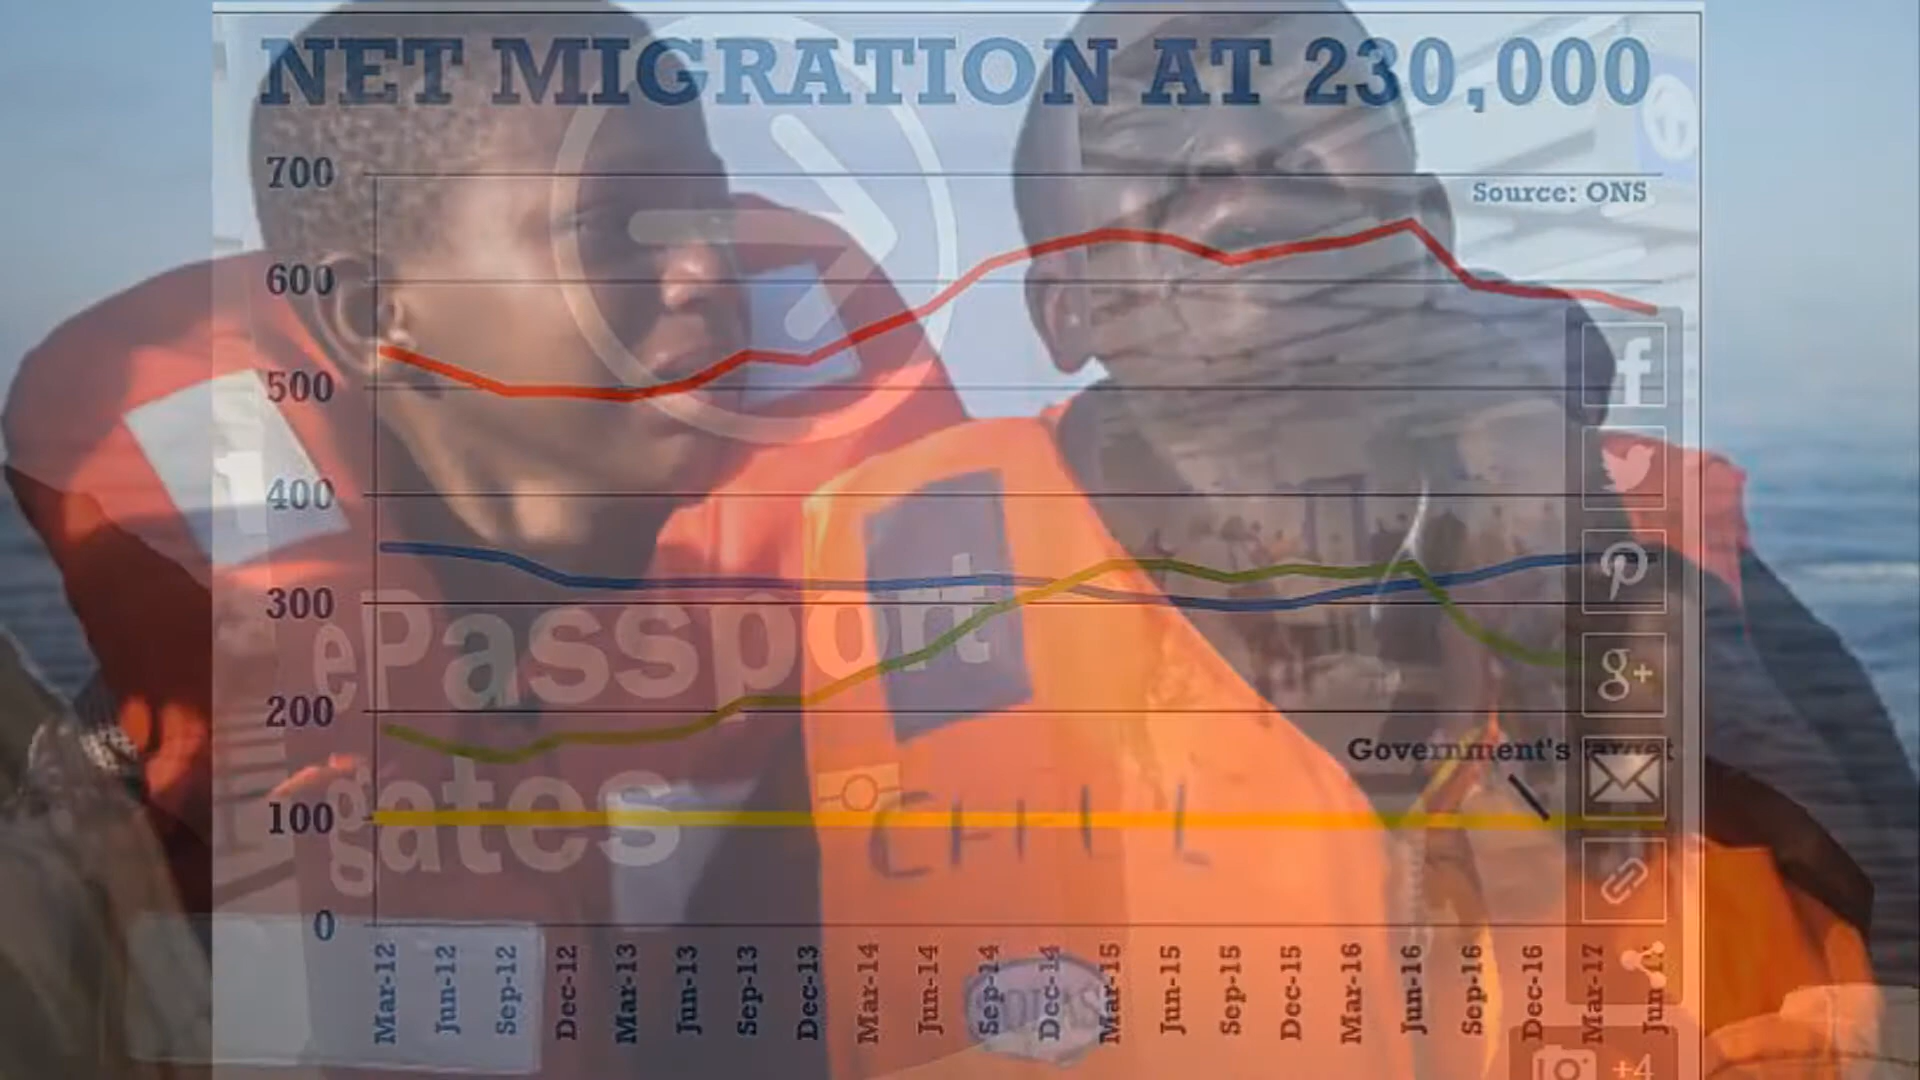 NET MIGRATION AT 230,000
700
Source: ONS
600
500
400
300
ePassport
200
Government's target
gates
100
CHILL
0
Mar-12
Jun-12
Sep-12
Dec-12
Mar-13
Jun-13
Sep-13
Dec-13
Mar-14
Jun-14
Sep-14
Dec-14
Mar-15
Jun-15
Sep-15
Dec-15
Mar-16
Jun-16
Sep-16
Dec-16
Mar-17
+4